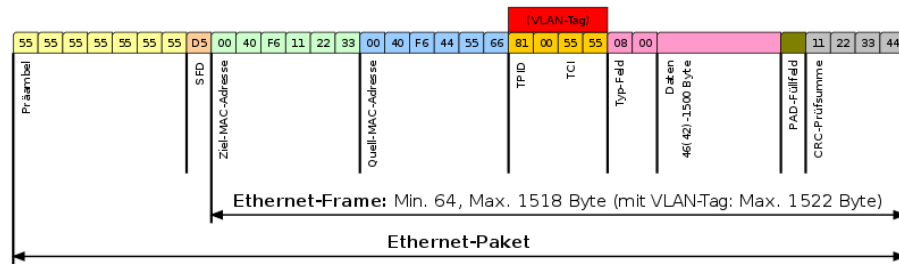 (VLAN-Tag)
55 55 55 55 55 55 55 D5 00 40 F6 11 22 33 00 40 F6 44 55 66 81 00 55 55 08 00 11 22 33 44
Präambel
SFD
Ziel-MAC-Adresse
Quell-MAC-Adresse
TPID
TCI
Typ-Feld
Daten
46(42)-1500 Byte
PAD-Füllfeld
CRC-Prüfsumme
Ethernet-Frame: Min. 64, Max. 1518 Byte (mit VLAN-Tag: Max. 1522 Byte)
Ethernet-Paket